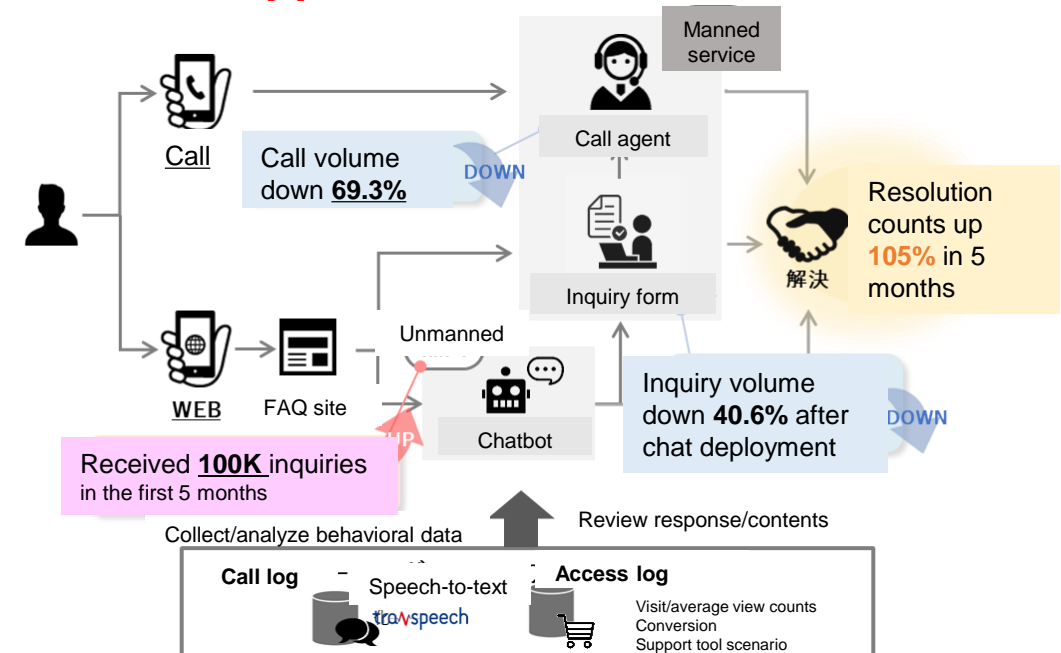 Manned
service
Call agent
Call
Call volume
down 69.3%
DOWN
Resolution
counts up
105% in 5
months
解決
Inquiry form
Unmanned
WEB
FAQ site
Chatbot
UP
Inquiry volume
down 40.6% after
chat deployment
DOWN
Received 100K inquiries
in the first 5 months
Collect/analyze behavioral data
Review response/contents
Call log
Speech-to-text
transpeech
Access log
Visit/average view counts
Conversion
Support tool scenario